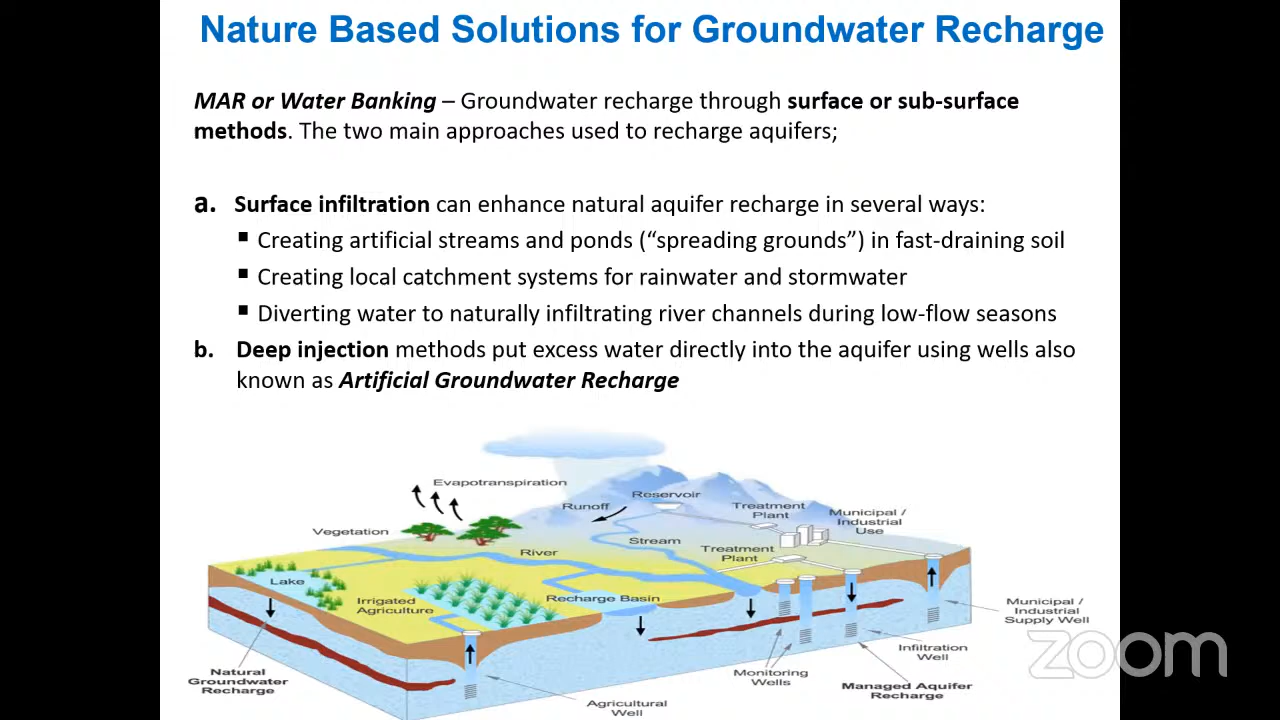 Nature Based Solutions for Groundwater Recharge
MAR or Water Banking – Groundwater recharge through surface or sub-surface
methods. The two main approaches used to recharge aquifers;
a. Surface infiltration can enhance natural aquifer recharge in several ways:
▪ Creating artificial streams and ponds (“spreading grounds”) in fast-draining soil
▪ Creating local catchment systems for rainwater and stormwater
▪ Diverting water to naturally infiltrating river channels during low-flow seasons
b. Deep injection methods put excess water directly into the aquifer using wells also
known as Artificial Groundwater Recharge
Evapotranspiration
Reservoir
Runoff
Treatment
Plant
Municipal /
Industrial
Use
Vegetation
Stream
River
Treatment
Plant
Lake
Irrigated
Agriculture
Recharge Basin
Municipal /
Industrial
Supply Well
Infiltration
Well
Natural
Groundwater
Recharge
Monitoring
Wells
Managed Aquifer
Recharge
Agricultural
Well
zoom